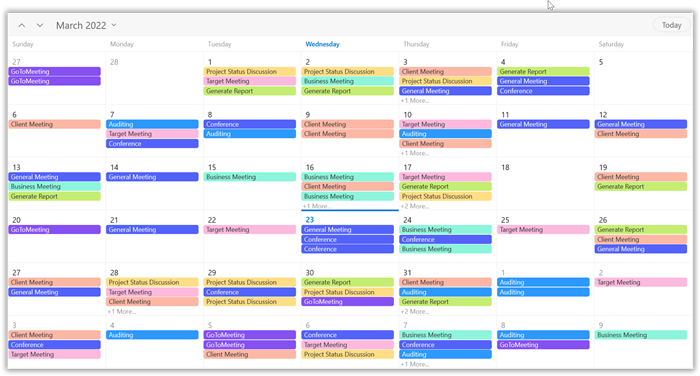 March 2022
Today
Sunday Monday Tuesday Wednesday Thursday Friday Saturday
27 28 1 2 3 4 5
GoToMeeting Project Status Discussion Project Status Discussion Client Meeting Generate Report
GoToMeeting Target Meeting Business Meeting Project Status Discussion General Meeting
Generate Report Generate Report General Meeting Conference
+1 More...
6 7 8 9 10 11 12
Client Meeting Auditing Conference Client Meeting Target Meeting General Meeting General Meeting
Target Meeting Auditing Client Meeting Auditing Client Meeting
Conference Client Meeting
+1 More...
13 14 15 16 17 18 19
General Meeting General Meeting Business Meeting Business Meeting Target Meeting Client Meeting
Business Meeting Client Meeting Generate Report Generate Report
Generate Report Business Meeting Project Status Discussion
+1 More... +2 More...
20 21 22 23 24 25 26
GoToMeeting General Meeting Target Meeting General Meeting Business Meeting Target Meeting Generate Report
Conference Conference Client Meeting
Conference Business Meeting General Meeting
27 28 29 30 31 1 2
Client Meeting Project Status Discussion Project Status Discussion Generate Report Client Meeting Auditing Target Meeting
General Meeting Target Meeting Conference Project Status Discussion Auditing Auditing
Client Meeting Project Status Discussion GoToMeeting Generate Report
+1 More... +2 More...
3 4 5 6 7 8 9
Client Meeting Auditing GoToMeeting Conference Business Meeting Auditing Business Meeting
Conference GoToMeeting Target Meeting Conference GoToMeeting
Target Meeting Client Meeting Project Status Discussion Auditing
+1 More...